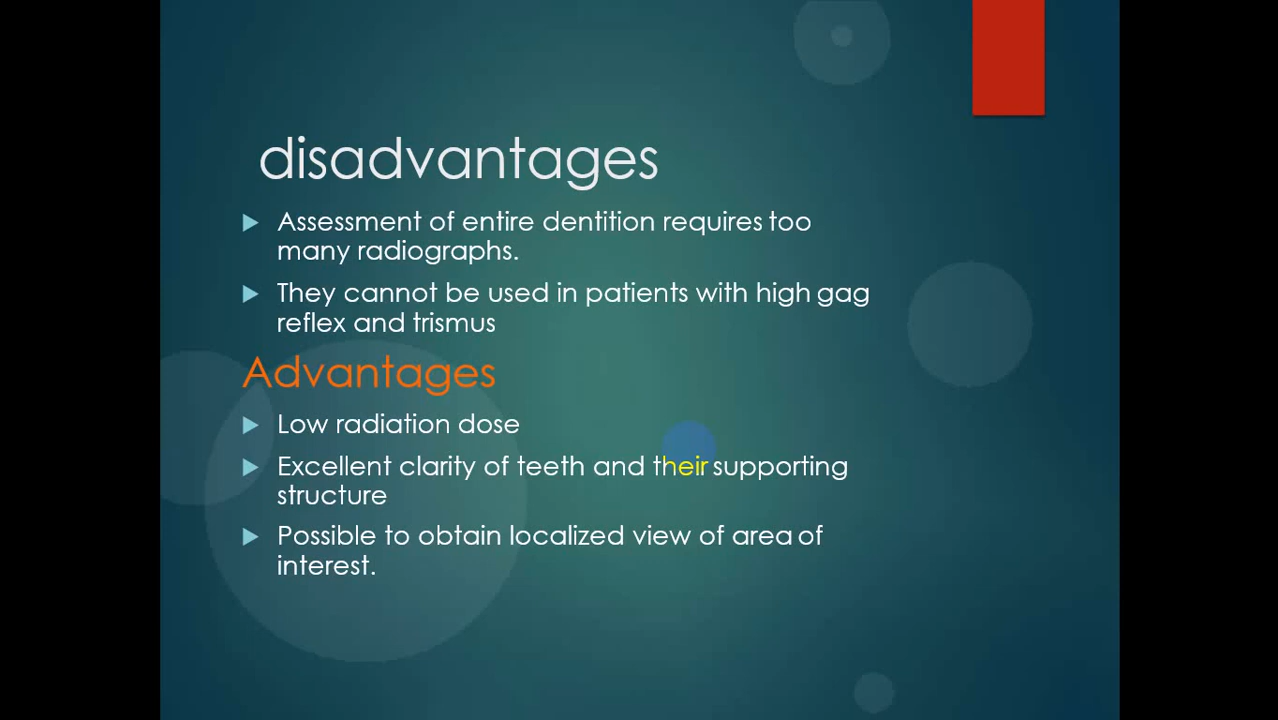 disadvantages
Assessment of entire dentition requires too
many radiographs.
They cannot be used in patients with high gag
reflex and trismus
Advantages
Low radiation dose
Excellent clarity of teeth and their supporting
structure
Possible to obtain localized view of area of
interest.